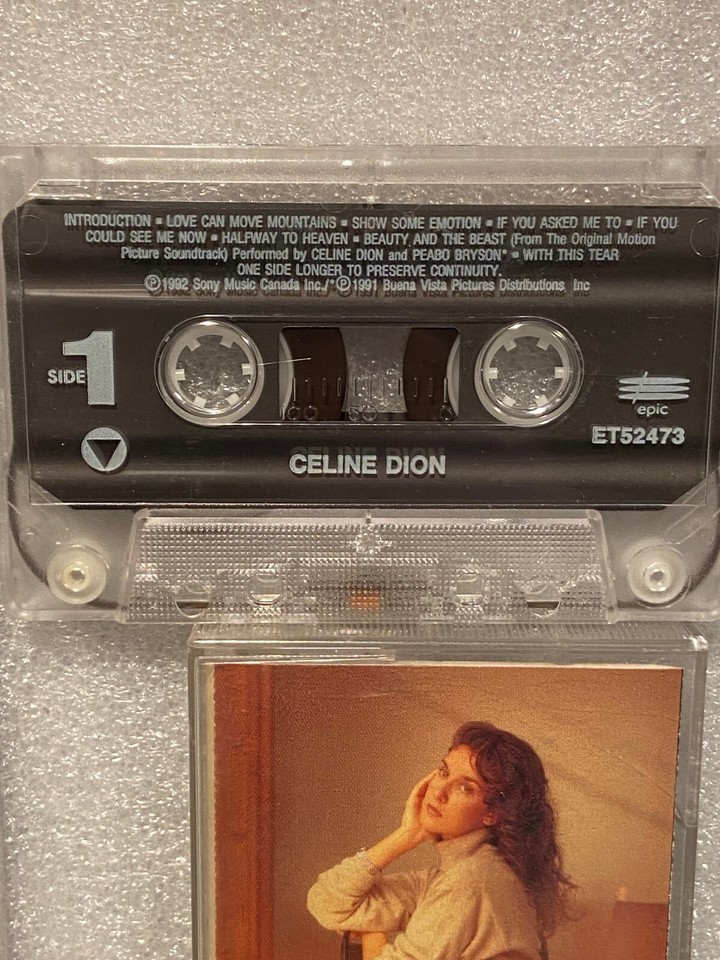 INTRODUCTION ▪ LOVE CAN MOVE MOUNTAINS ▪ SHOW SOME EMOTION ▪ IF YOU ASKED ME TO ▪ IF YOU
COULD SEE ME NOW ▪ HALFWAY TO HEAVEN ▪ BEAUTY AND THE BEAST (From The Original Motion
Picture Soundtrack) Performed by CELINE DION and PEABO BRYSON* ▪ WITH THIS TEAR
ONE SIDE LONGER TO PRESERVE CONTINUITY.
℗1992 Sony Music Canada Inc./*℗1991 Buena Vista Pictures Distributions, Inc
SIDE 1
50
epic
ET52473
CELINE DION